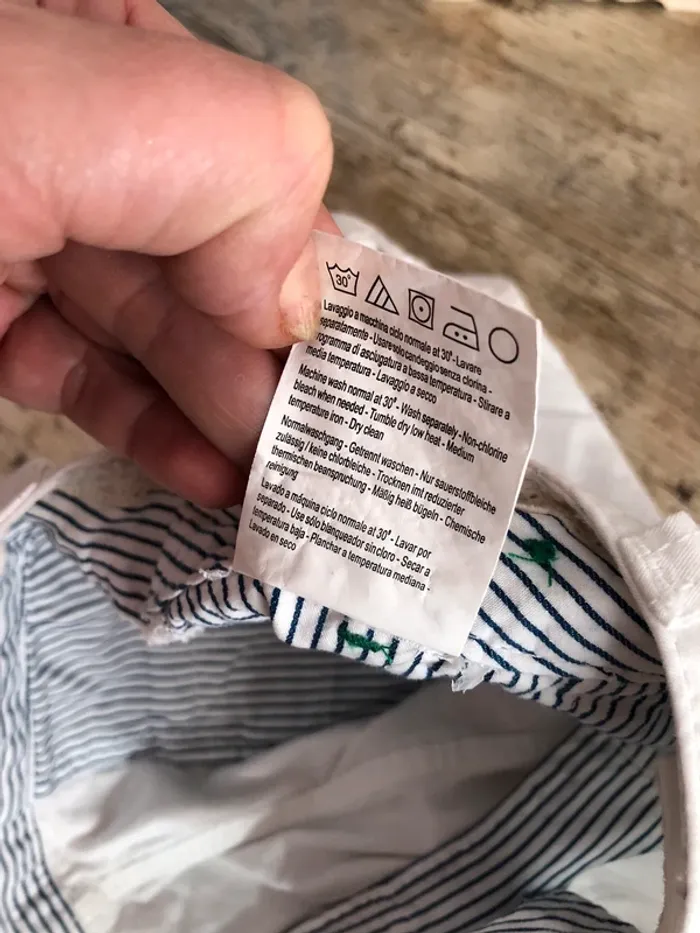 30°
Lavaggio a macchina ciclo normale at 30° - Lavare
separatamente - Usare solo candeggio senza clorina -
programma di asciugatura a bassa temperatura - Stirare a
media temperatura - Lavaggio a secco
Machine wash normal at 30° - Wash separately - Non-chlorine
bleach when needed - Tumble dry low heat - Medium
temperature iron - Dry clean
Normalwaschgang - Getrennt waschen - Nur sauerstoffbleiche
zulässig / keine chlorbleiche - Trocknen imt reduzierter
thermischen beanspruchung - Mäßig heiß bügeln - Chemische
reinigung
Lavado a máquina ciclo normale at 30° - Lavar por
separado - Use sólo blanqueador sin cloro - Secar a
temperatura baja - Planchar a temperatura mediana -
Lavado en seco